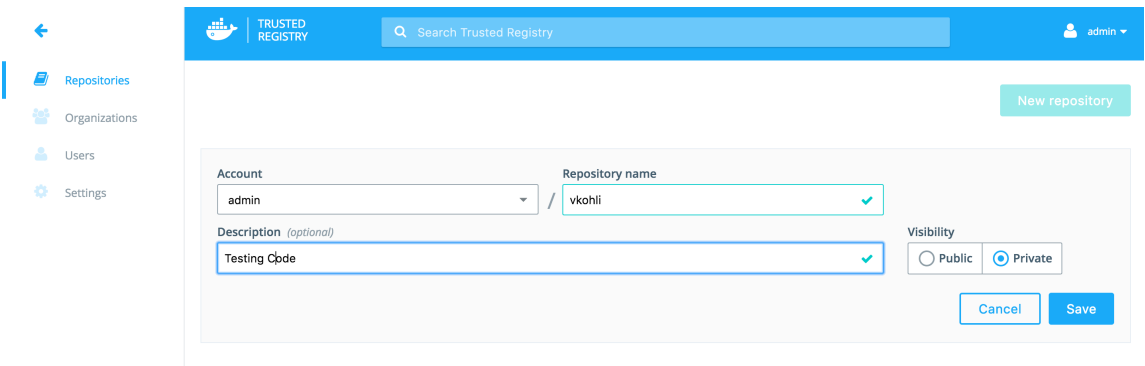 TRUSTED
REGISTRY
Search Trusted Registry
admin
Repositories
Organizations
Users
Settings
New repository
Account
Repository name
admin
/
vkohli
Description (optional)
Visibility
Testing Code
Public
Private
Cancel
Save